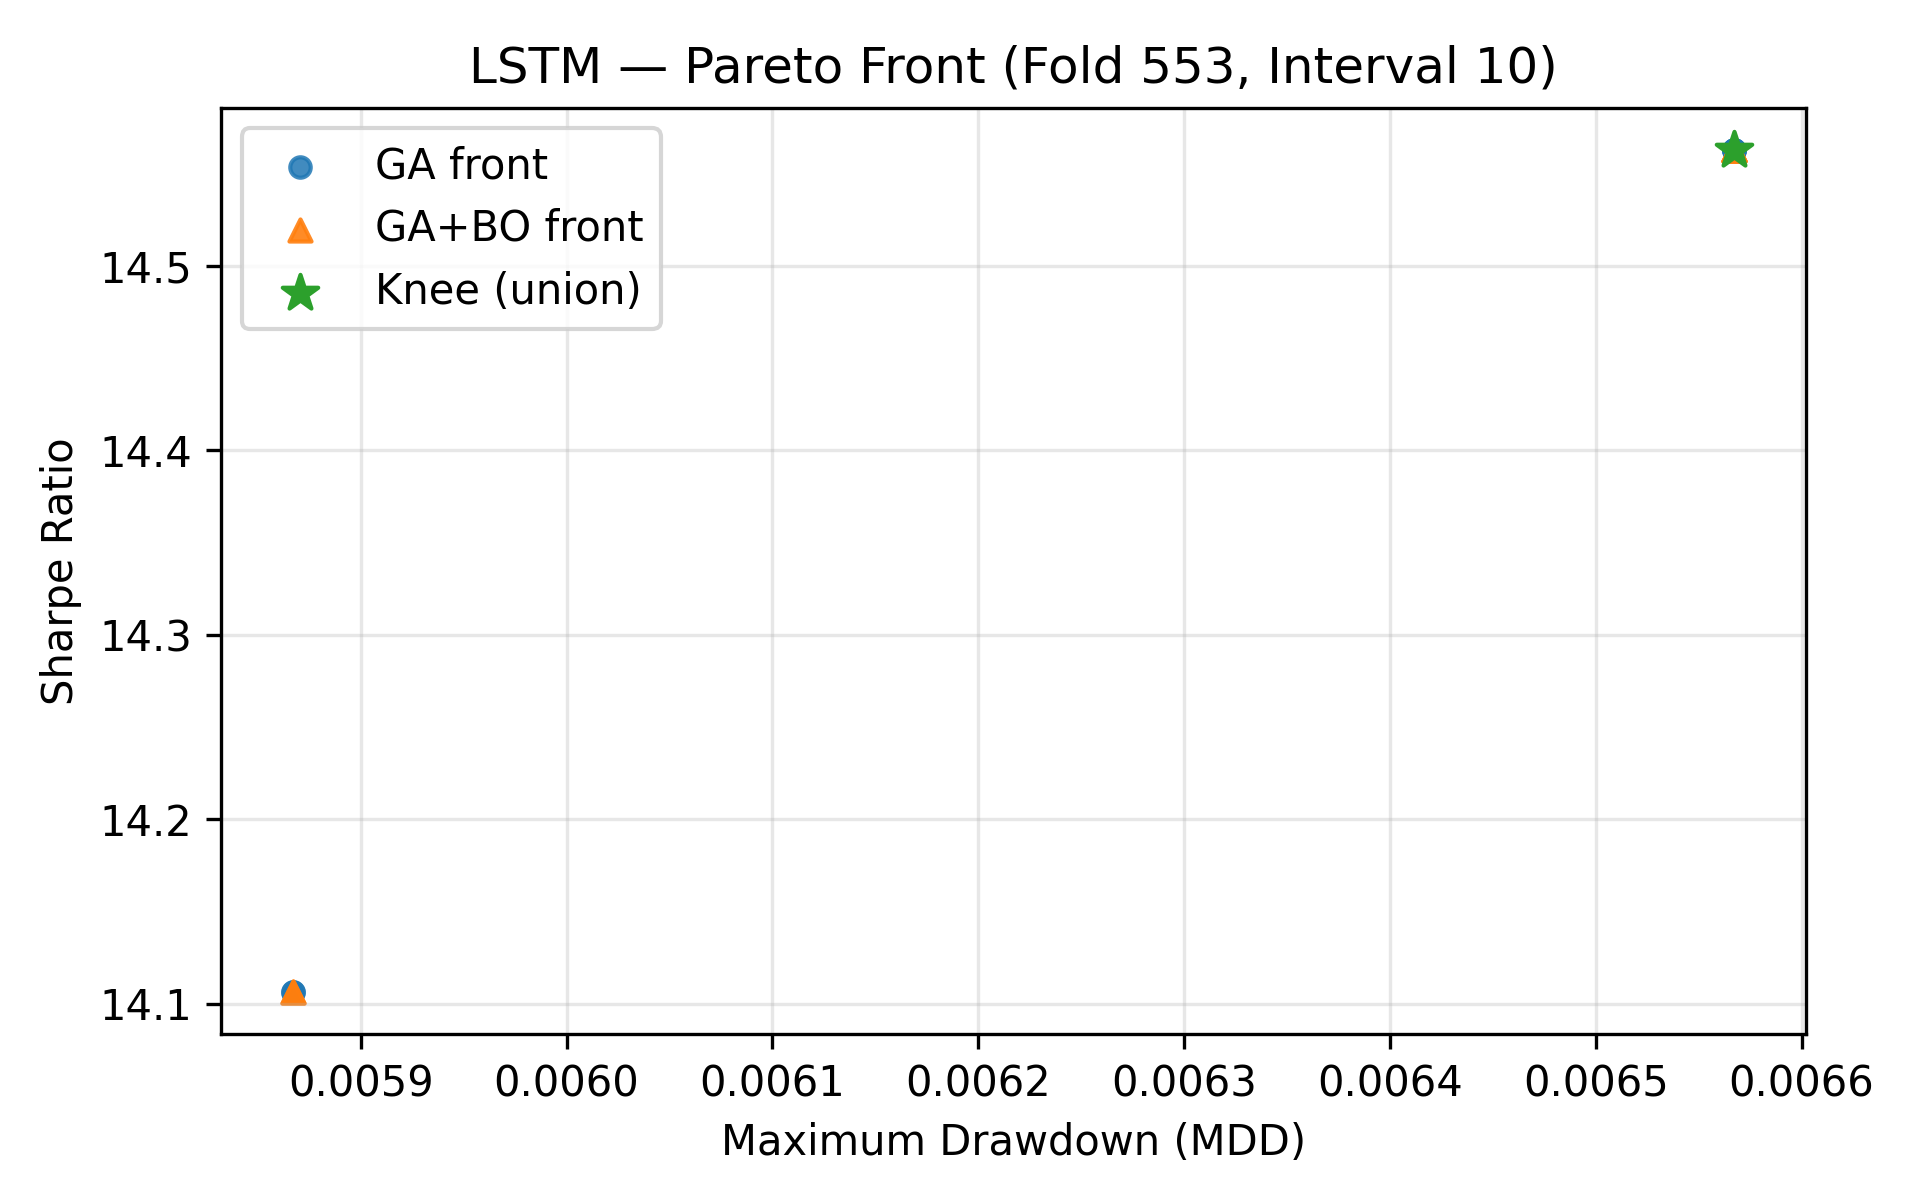 LSTM — Pareto Front (Fold 553, Interval 10)
GA front
GA+BO front
Knee (union)
Sharpe Ratio
14.5
14.4
14.3
14.2
14.1
0.0059 0.0060 0.0061 0.0062 0.0063 0.0064 0.0065 0.0066
Maximum Drawdown (MDD)